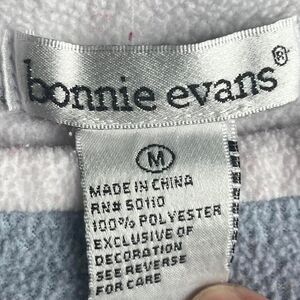 bonnie evans®
M
MADE IN CHINA
RN# 50110
100% POLYESTER
EXCLUSIVE OF
DECORATION
SEE REVERSE
FOR CARE